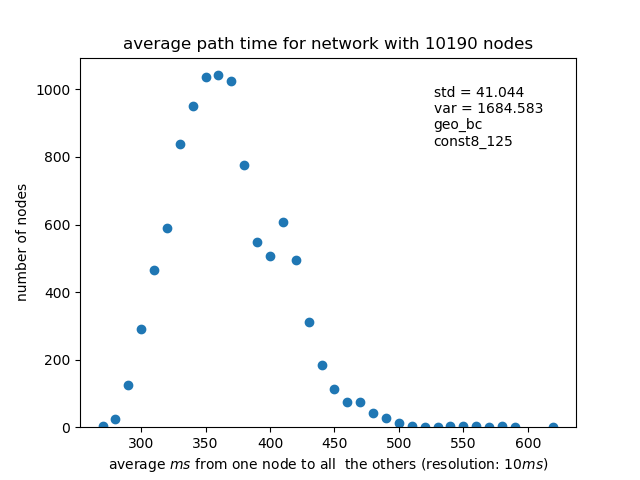 average path time for network with 10190 nodes
std = 41.044
var = 1684.583
geo_bc
const8_125
number of nodes
1000
800
600
400
200
0
300 350 400 450 500 550 600
average ms from one node to all the others (resolution: 10ms)